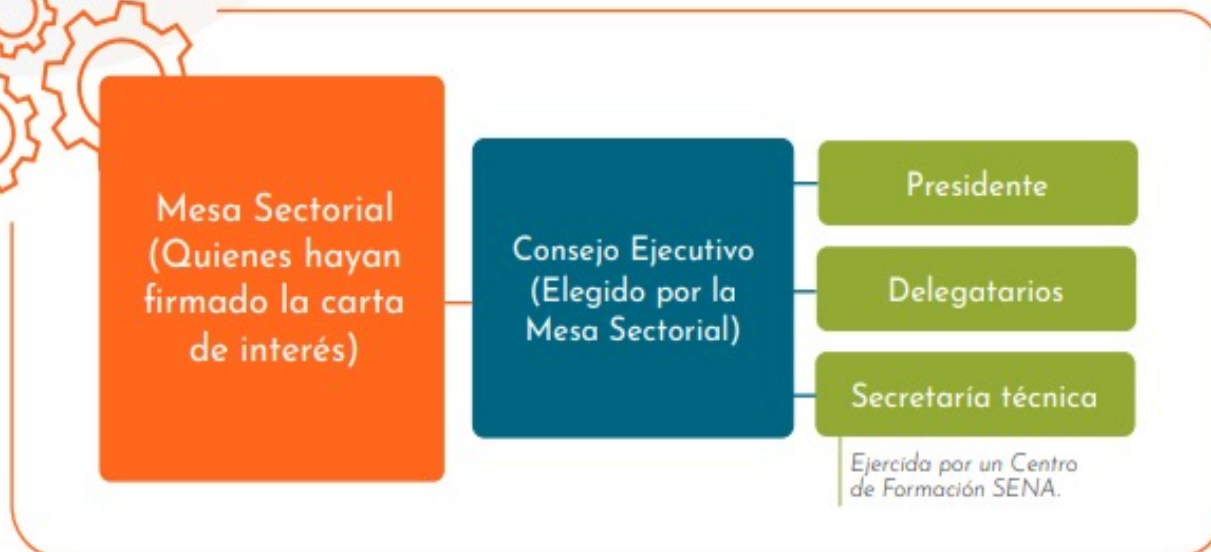 Mesa Sectorial
(Quienes hayan
firmado la carta
de interés)
Consejo Ejecutivo
(Elegido por la
Mesa Sectorial)
Presidente
Delegatarios
Secretaría técnica
Ejercida por un Centro
de Formación SENA.